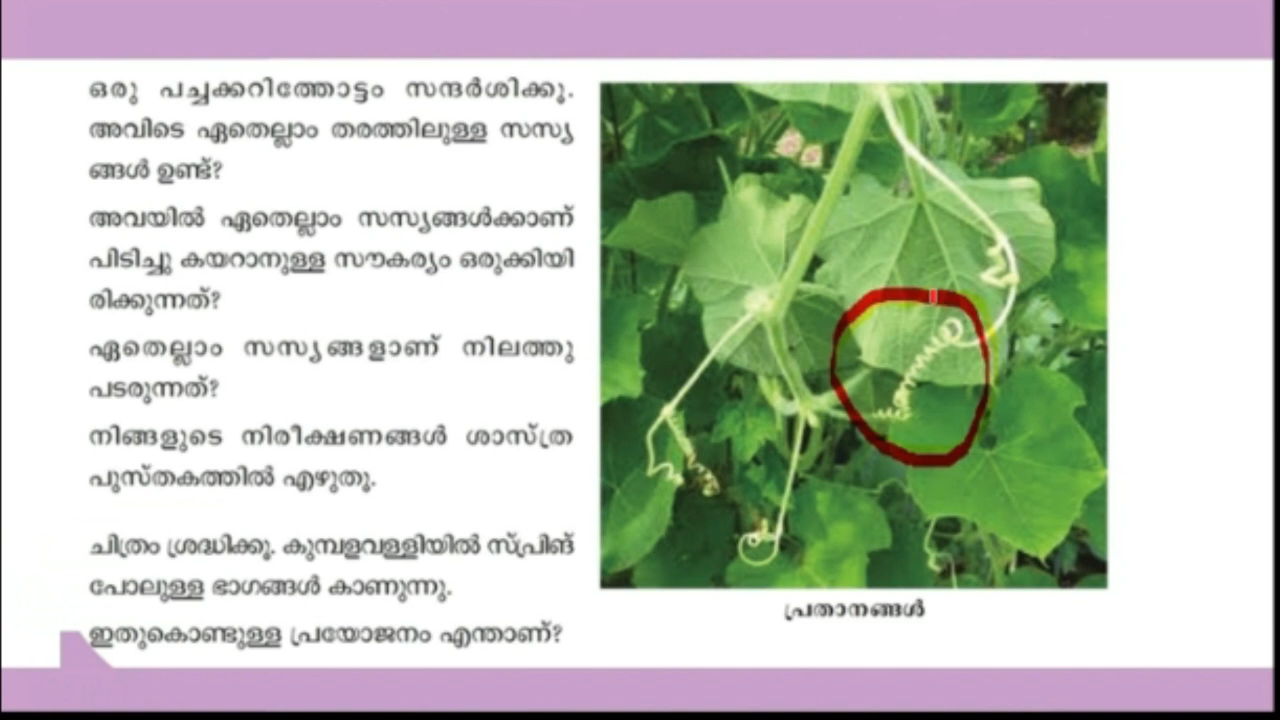 ഒരു പച്ചക്കറിത്തോട്ടം സന്ദർശിക്കൂ.
അവിടെ ഏതെല്ലാം തരത്തിലുള്ള സസ്യ
ങ്ങൾ ഉണ്ട്?
അവയിൽ ഏതെല്ലാം സസ്യങ്ങൾക്കാണ്
പിടിച്ചു കയറാനുള്ള സൗകര്യം ഒരുക്കിയി
രിക്കുന്നത്?
ഏതെല്ലാം സസ്യങ്ങളാണ് നിലത്തു
പടരുന്നത്?
നിങ്ങളുടെ നിരീക്ഷണങ്ങൾ ശാസ്ത്ര
പുസ്തകത്തിൽ എഴുതൂ.
ചിത്രം ശ്രദ്ധിക്കൂ. കുമ്പളവള്ളിയിൽ സ്പ്രിങ്
പോലുള്ള ഭാഗങ്ങൾ കാണുന്നു.
ഇതുകൊണ്ടുള്ള പ്രയോജനം എന്താണ്?
പ്രതാനങ്ങൾ